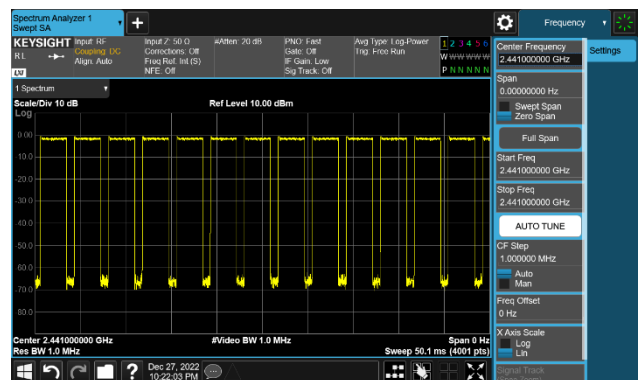 Spectrum Analyzer 1
Swept SA
Frequency
KEYSIGHT
Input: RF
Coupling: DC
Align: Auto
RL
Input Z: 50 Ω
Corrections: Off
Freq Ref: Int (S)
NFE: Off
#Atten: 20 dB
PNO: Fast
Gate: Off
IF Gain: Low
Sig Track: Off
Avg Type: Log-Power
Trig: Free Run
1 2 3 4 5 6
W W W W W W
P N N N N N
LXI
1 Spectrum
Scale/Div 10 dB
Ref Level 10.00 dBm
Log
0.00
-10.0
-20.0
-30.0
-40.0
-50.0
-60.0
-70.0
-80.0
Center 2.441000000 GHz
#Video BW 1.0 MHz
Span 0 Hz
Res BW 1.0 MHz
Sweep 50.1 ms (4001 pts)
Dec 27, 2022
10:22:03 PM
Center Frequency
2.441000000 GHz
Settings
Span
0.00000000 Hz
Swept Span
Zero Span
Full Span
Start Freq
2.441000000 GHz
Stop Freq
2.441000000 GHz
AUTO TUNE
CF Step
1.000000 MHz
Auto
Man
Freq Offset
0 Hz
X Axis Scale
Log
Lin
Signal Track